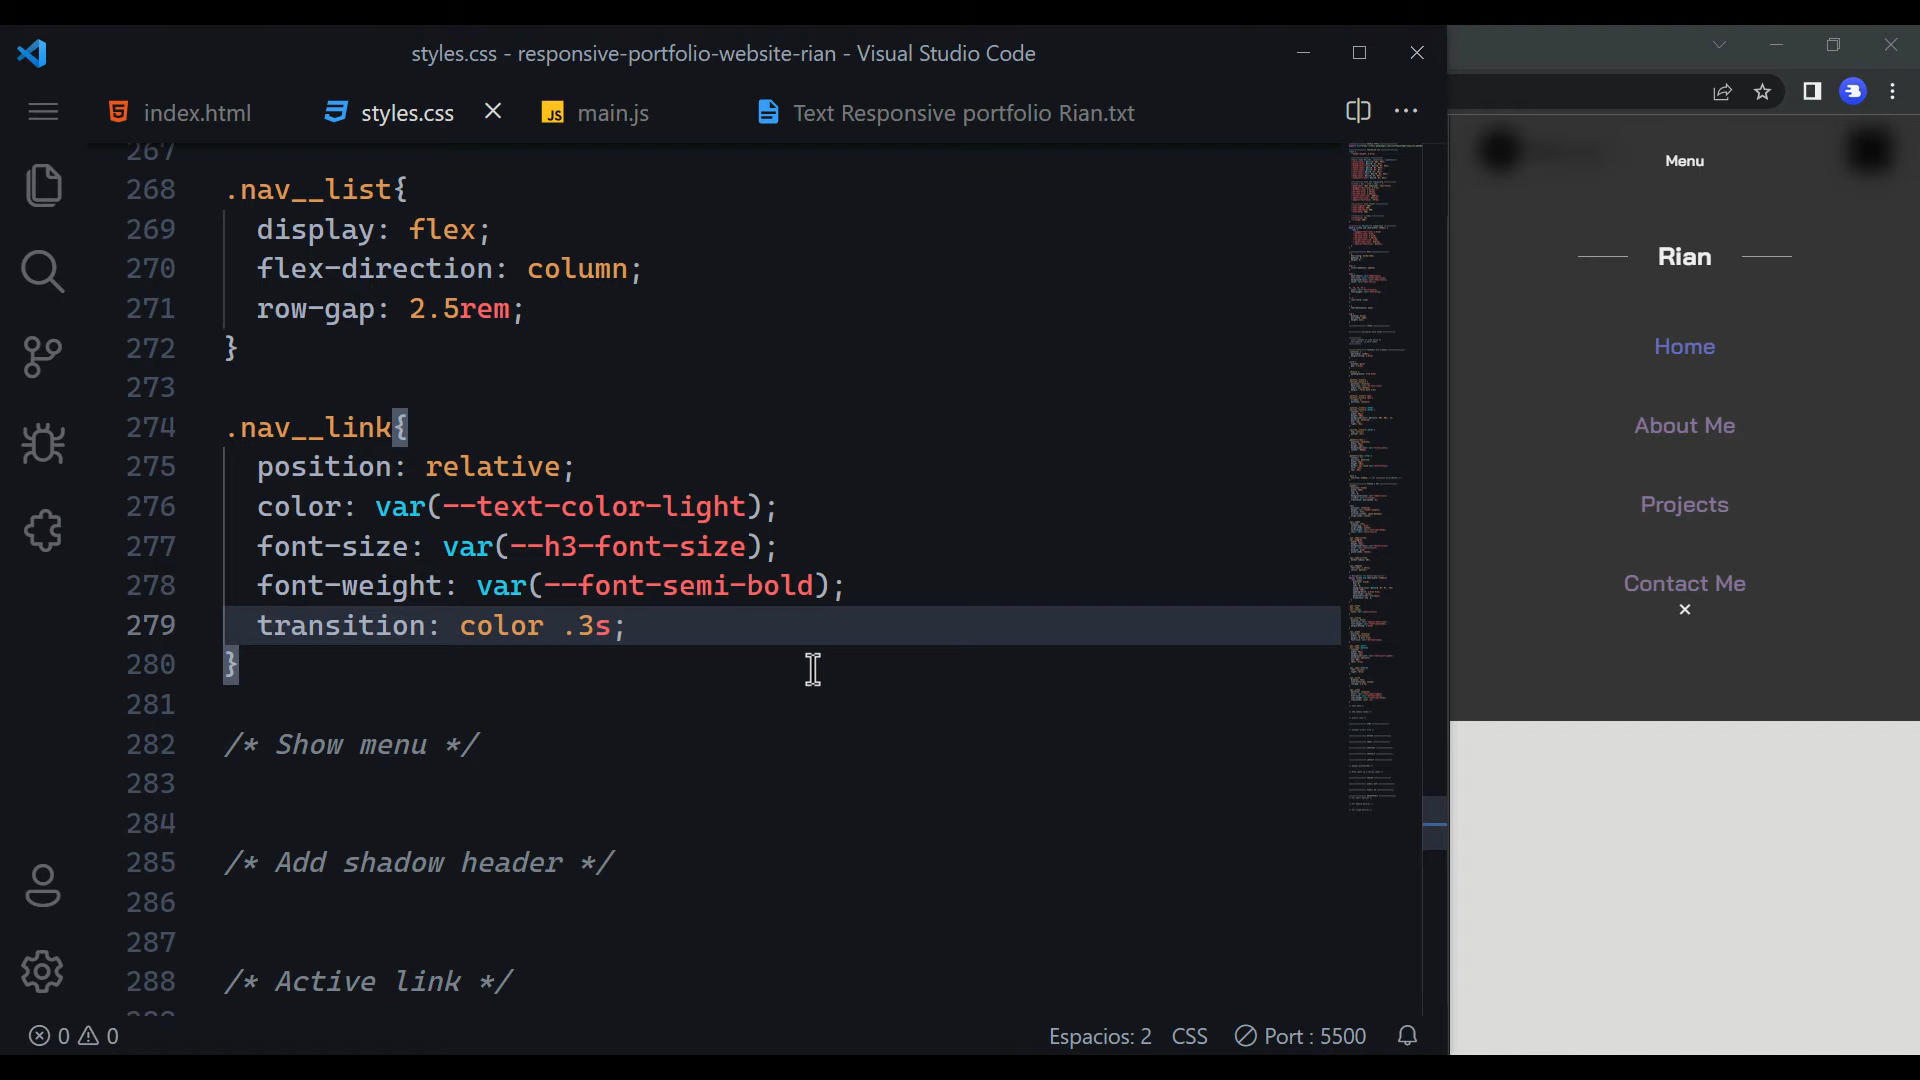 styles.css - responsive-portfolio-website-rian - Visual Studio Code
index.html
styles.css
JS main.js
Text Responsive portfolio Rian.txt
267
268 .nav__list{
269 display: flex;
270 flex-direction: column;
271 row-gap: 2.5rem;
272 }
273
274 .nav__link{
275 position: relative;
276 color: var(--text-color-light);
277 font-size: var(--h3-font-size);
278 font-weight: var(--font-semi-bold);
279 transition: color .3s;
280 }
281
282 /* Show menu */
283
284
285 /* Add shadow header */
286
287
288 /* Active link */
289
0 0
Espacios: 2 CSS Port : 5500
Menu
Rian
Home
About Me
Projects
Contact Me